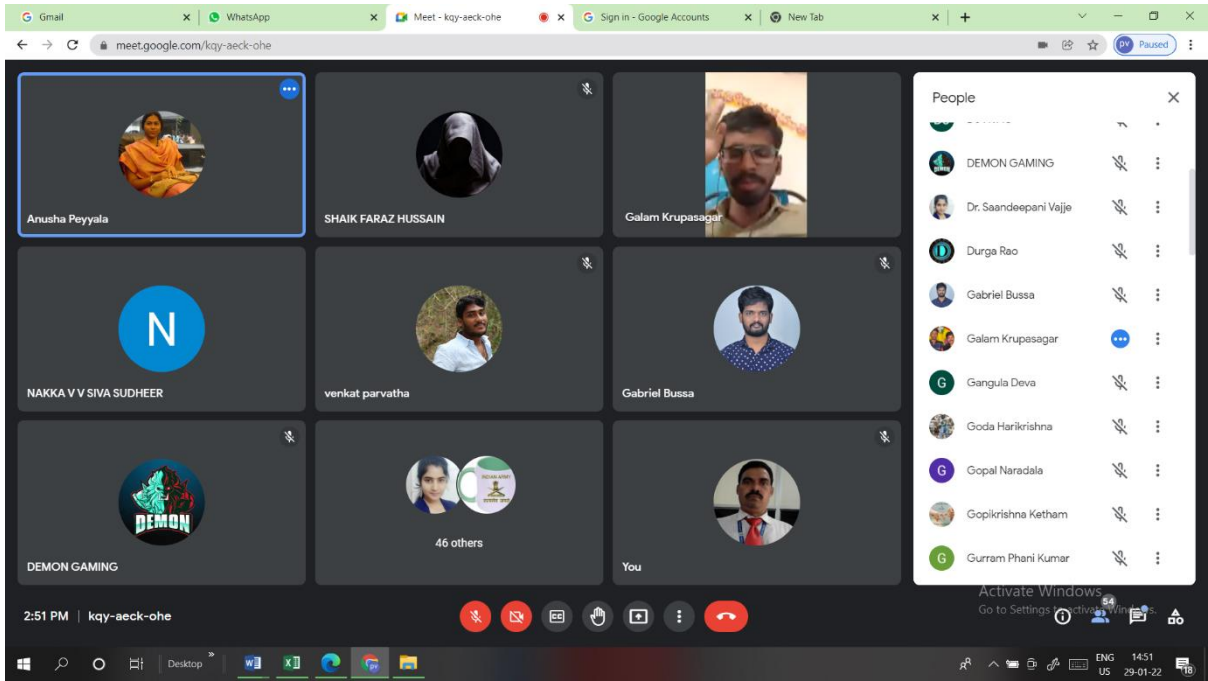 Gmail
WhatsApp
Meet - kqy-aeck-ohe
Sign in - Google Accounts
New Tab
meet.google.com/kqy-aeck-ohe
PV Paused
Anusha Peyyala
SHAIK FARAZ HUSSAIN
Galam Krupasagar
N
NAKKA V V SIVA SUDHEER
venkat parvatha
Gabriel Bussa
DEMON
DEMON GAMING
INDIAN ARMY
46 others
You
People
DEMON GAMING
Dr. Saandeepani Vajje
Durga Rao
Gabriel Bussa
Galam Krupasagar
G Gangula Deva
Goda Harikrishna
G Gopal Naradala
Gopikrishna Ketham
G Gurram Phani Kumar
Activate Windows
Go to Settings to activate Windows.
2:51 PM | kqy-aeck-ohe
CC
54
Desktop
ENG
US
14:51
29-01-22
18